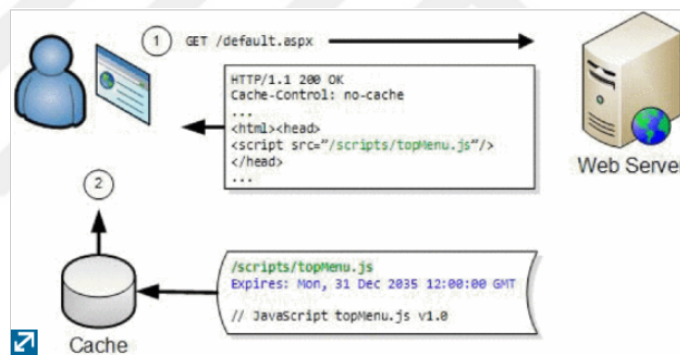 1 GET /default.aspx
HTTP/1.1 200 OK
Cache-Control: no-cache
...
<html><head>
<script src="/scripts/topMenu.js"/>
</head>
...
Web Server
2
/scripts/topMenu.js
Expires: Mon, 31 Dec 2035 12:00:00 GMT
// JavaScript topMenu.js v1.0
Cache